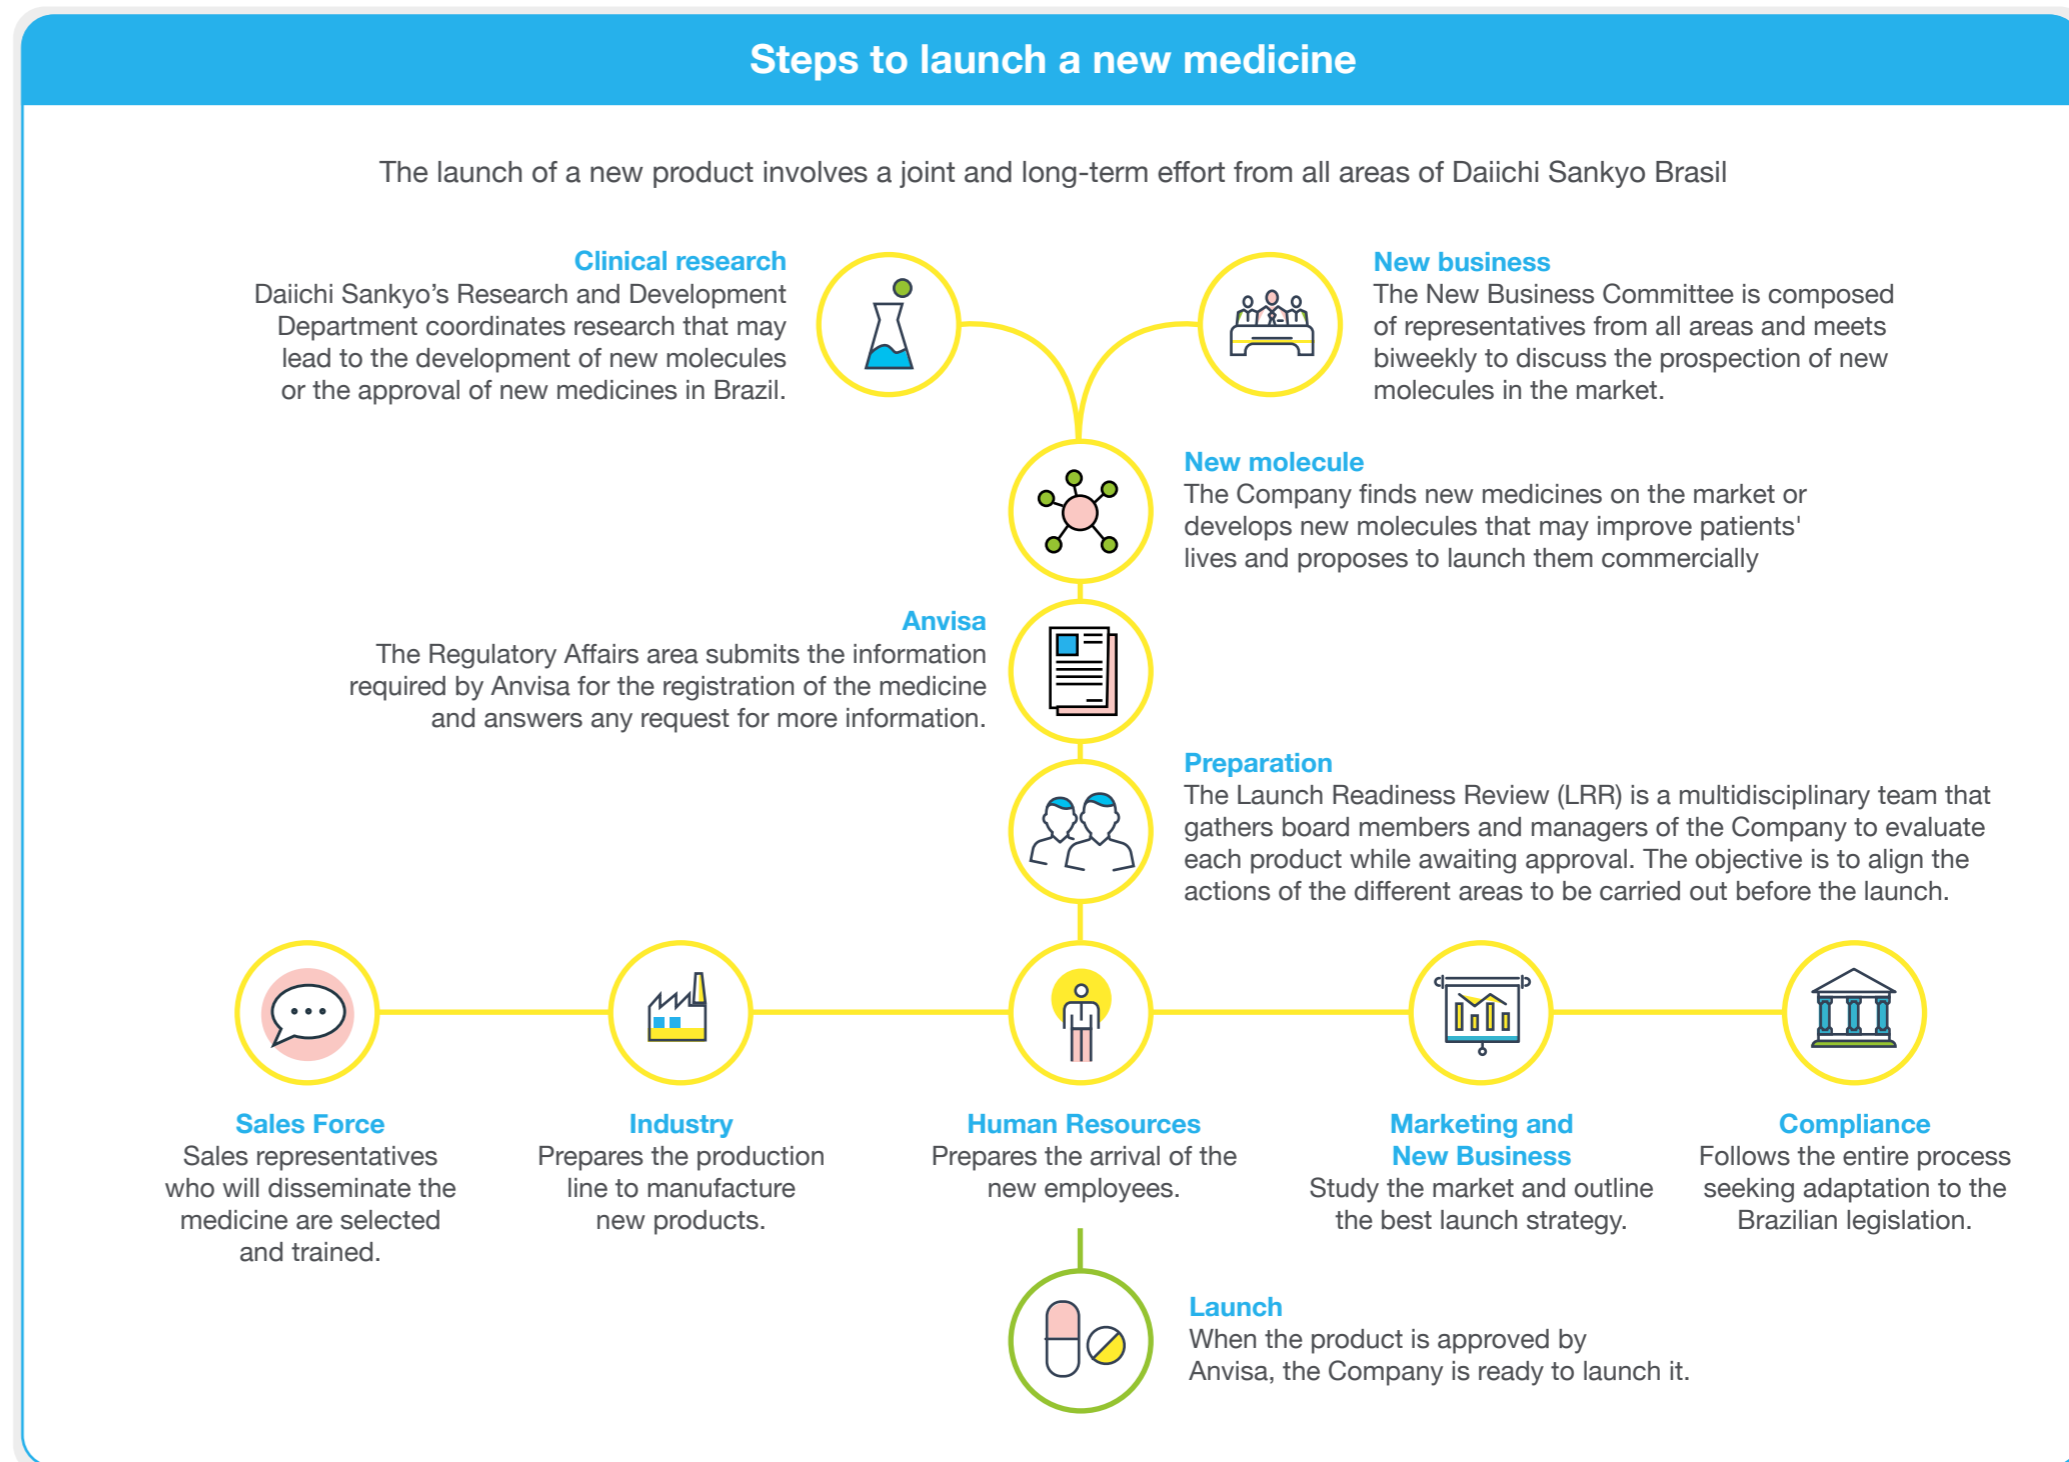 Steps to launch a new medicine
The launch of a new product involves a joint and long-term effort from all areas of Daiichi Sankyo Brasil
Clinical research
Daiichi Sankyo’s Research and Development
Department coordinates research that may
lead to the development of new molecules
or the approval of new medicines in Brazil.
New business
The New Business Committee is composed
of representatives from all areas and meets
biweekly to discuss the prospection of new
molecules in the market.
New molecule
The Company finds new medicines on the market or
develops new molecules that may improve patients'
lives and proposes to launch them commercially
Anvisa
The Regulatory Affairs area submits the information
required by Anvisa for the registration of the medicine
and answers any request for more information.
Preparation
The Launch Readiness Review (LRR) is a multidisciplinary team that
gathers board members and managers of the Company to evaluate
each product while awaiting approval. The objective is to align the
actions of the different areas to be carried out before the launch.
Sales Force
Sales representatives
who will disseminate the
medicine are selected
and trained.
Industry
Prepares the production
line to manufacture
new products.
Human Resources
Prepares the arrival of the
new employees.
Marketing and
New Business
Study the market and outline
the best launch strategy.
Compliance
Follows the entire process
seeking adaptation to the
Brazilian legislation.
Launch
When the product is approved by
Anvisa, the Company is ready to launch it.